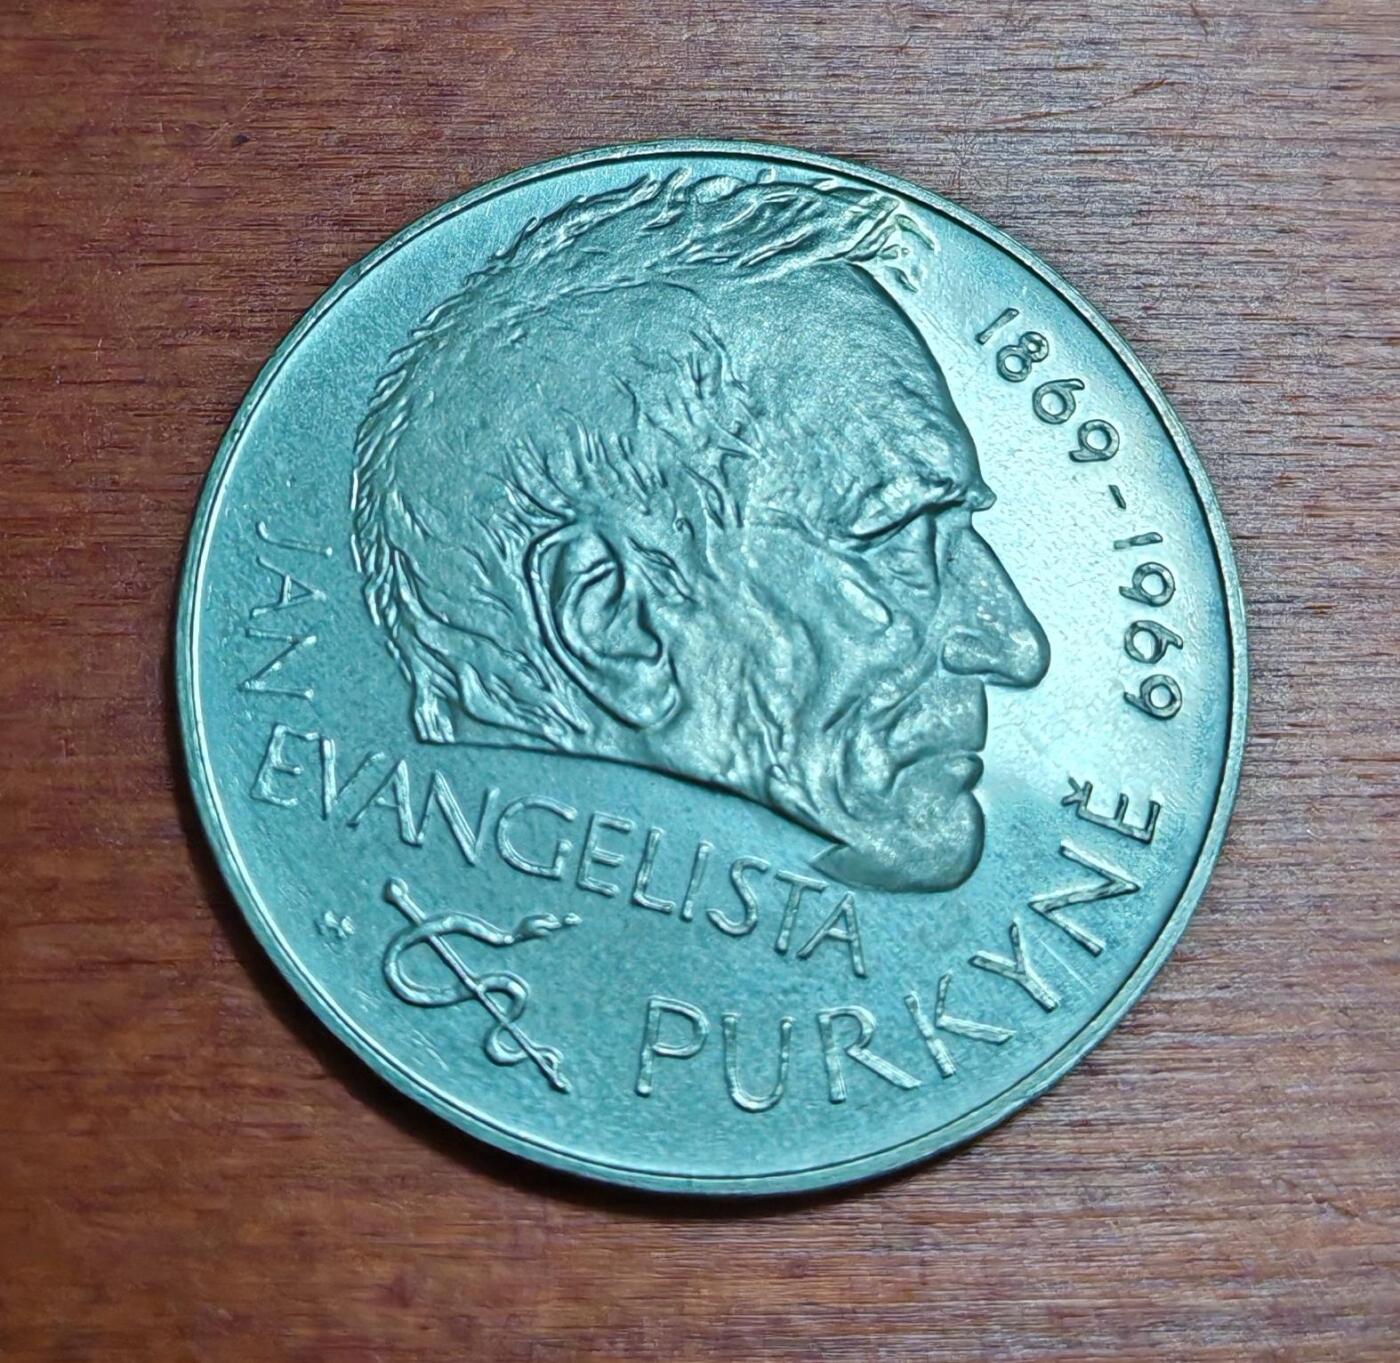 JAN
EVANGELISTA
PURKYNĚ
1869-1969